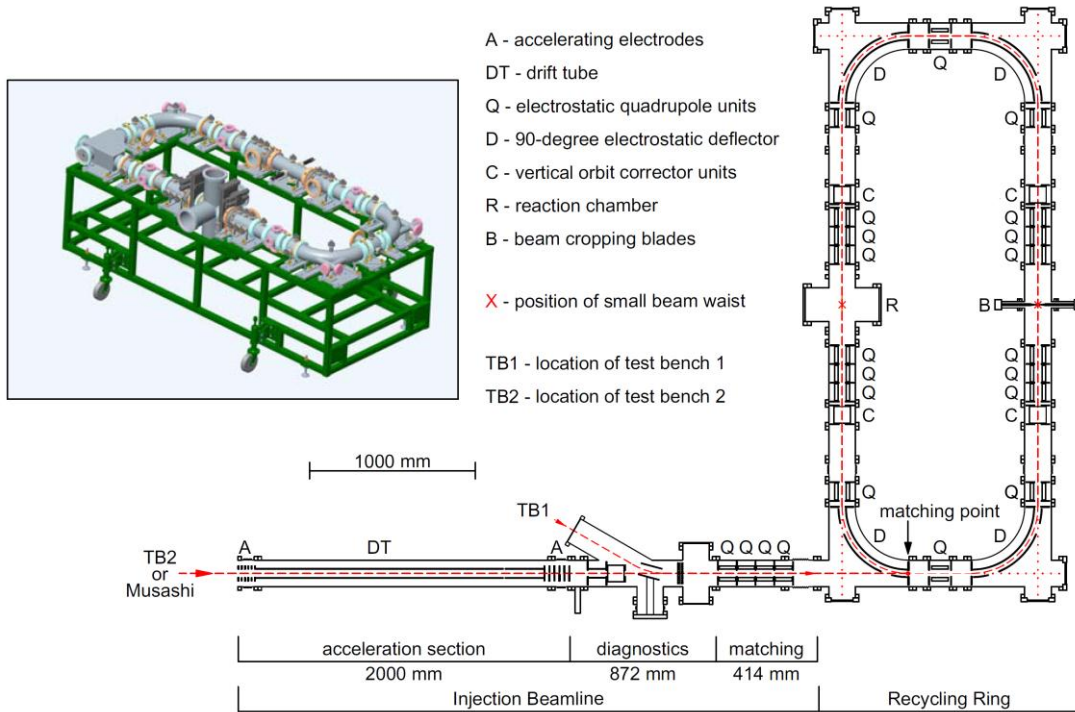 A - accelerating electrodes
DT - drift tube
Q - electrostatic quadrupole units
D - 90-degree electrostatic deflector
C - vertical orbit corrector units
R - reaction chamber
B - beam cropping blades
X - position of small beam waist
TB1 - location of test bench 1
TB2 - location of test bench 2
D Q D
Q Q
C C
Q Q
Q Q
Q Q
R B
Q Q
Q Q
Q Q
C C
Q Q
1000 mm
matching point
D Q D
TB1
A DT A Q Q Q Q
TB2
or
Musashi
acceleration section diagnostics matching
2000 mm 872 mm 414 mm
Injection Beamline Recycling Ring